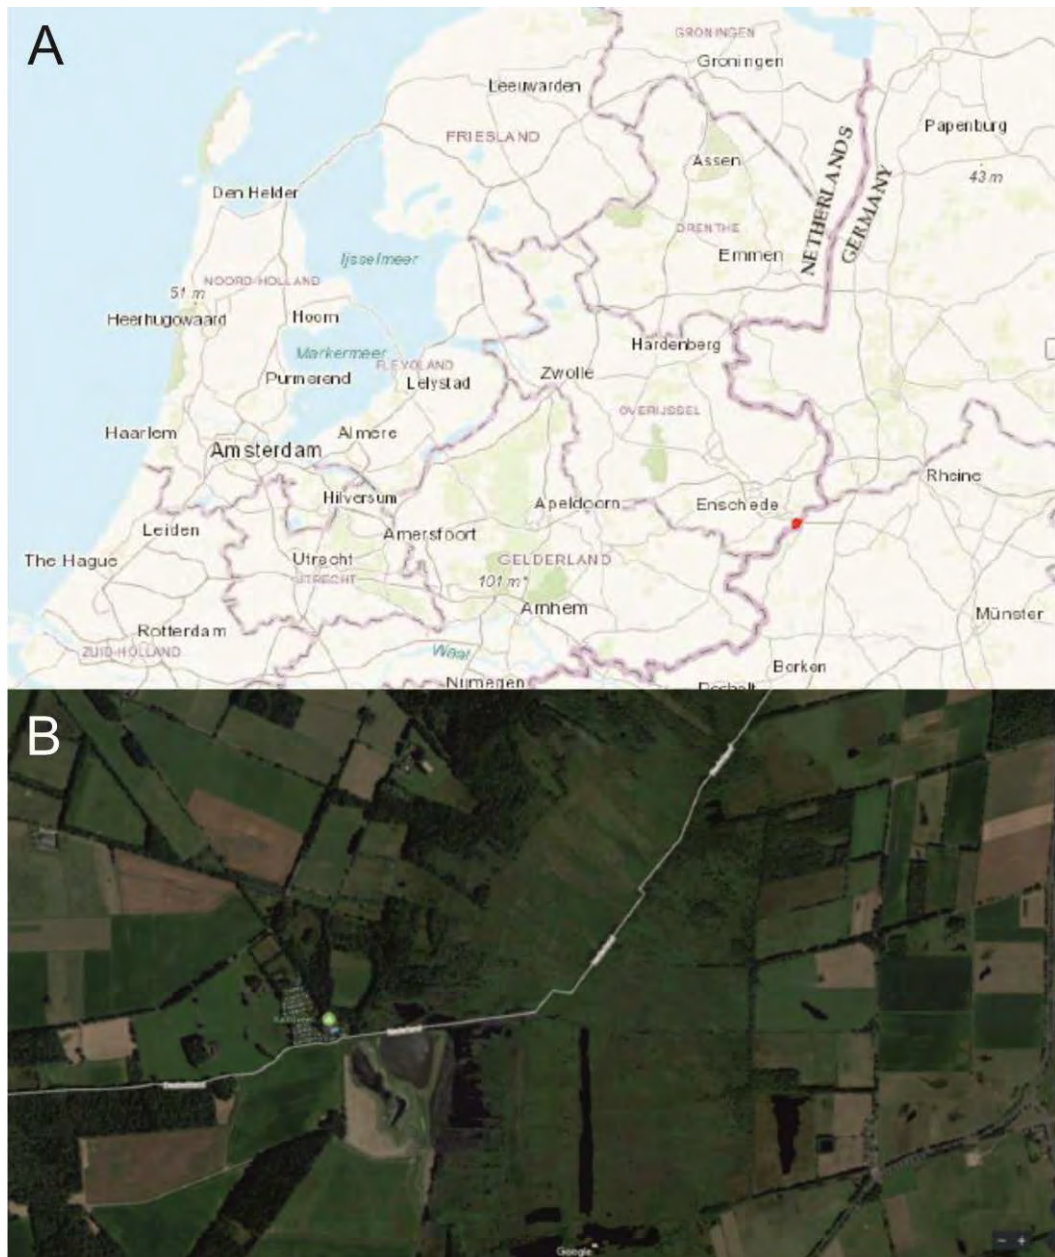 A
GRONINGEN
Groningen
Leeuwarden
FRIESLAND
Papenburg
Assen
43 m
Den Helder
NETHERLANDS
GERMANY
DRENTHE
Emmen
Ijsselmeer
NOORD-HOLLAND
51 m
Heerhugowaard
Hoorn
Markermeer
Hardenberg
FLEVOLAND
Purmerend
Lelystad
Zwolle
OVERIJSSEL
Haarlem
Almere
Amsterdam
Rheine
Hilversum
Apeldoorn
Enschede
Leiden
Amersfoort
The Hague
Utrecht
GELDERLAND
UTRECHT
101 m
Arnhem
Münster
Rotterdam
ZUID-HOLLAND
Waal
Borken
Nijmegen
B
Google